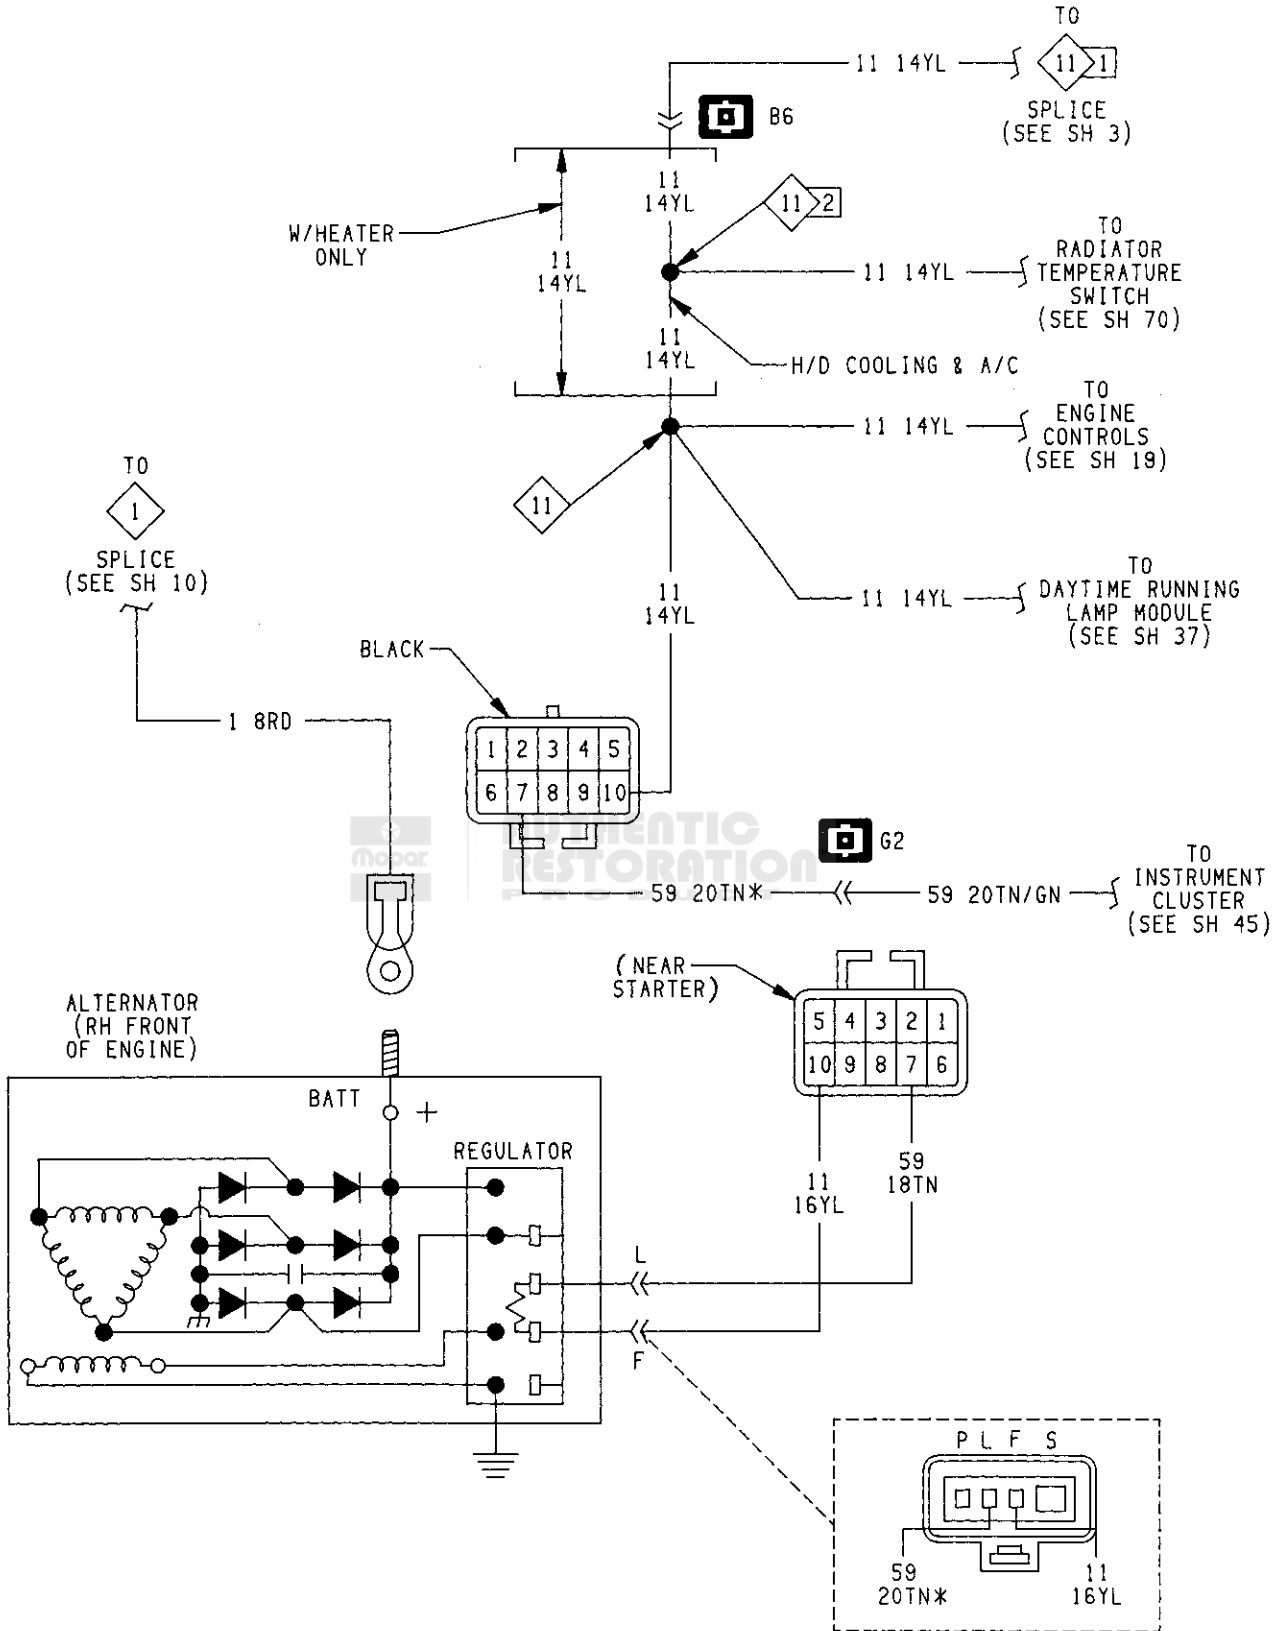 TO
11 14YL
11 1
SPLICE
(SEE SH 3)
B6
11
14YL
11 2
W/HEATER
ONLY
11
14YL
11 14YL
TO
RADIATOR
TEMPERATURE
SWITCH
(SEE SH 70)
11
14YL
H/D COOLING & A/C
11 14YL
TO
ENGINE
CONTROLS
(SEE SH 19)
11
TO
1
SPLICE
(SEE SH 10)
11
14YL
11 14YL
TO
DAYTIME RUNNING
LAMP MODULE
(SEE SH 37)
BLACK
1 8RD
1 2 3 4 5
6 7 8 9 10
Mopar
AUTHENTIC
RESTORATION
PRODUCT
G2
59 20TN*
59 20TN/GN
TO
INSTRUMENT
CLUSTER
(SEE SH 45)
(NEAR
STARTER)
5 4 3 2 1
10 9 8 7 6
ALTERNATOR
(RH FRONT
OF ENGINE)
BATT
+
REGULATOR
11
16YL
59
18TN
L
F
P L F S
59
20TN*
11
16YL